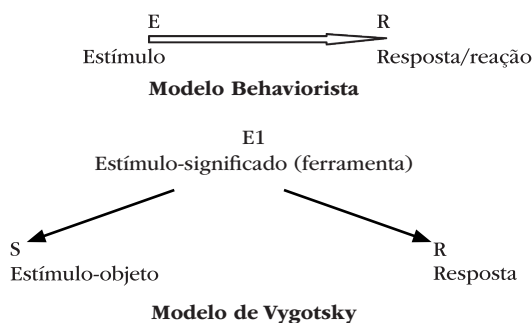 E R
Estímulo Resposta/reação
Modelo Behaviorista
E1
Estímulo-significado (ferramenta)
S R
Estímulo-objeto Resposta
Modelo de Vygotsky